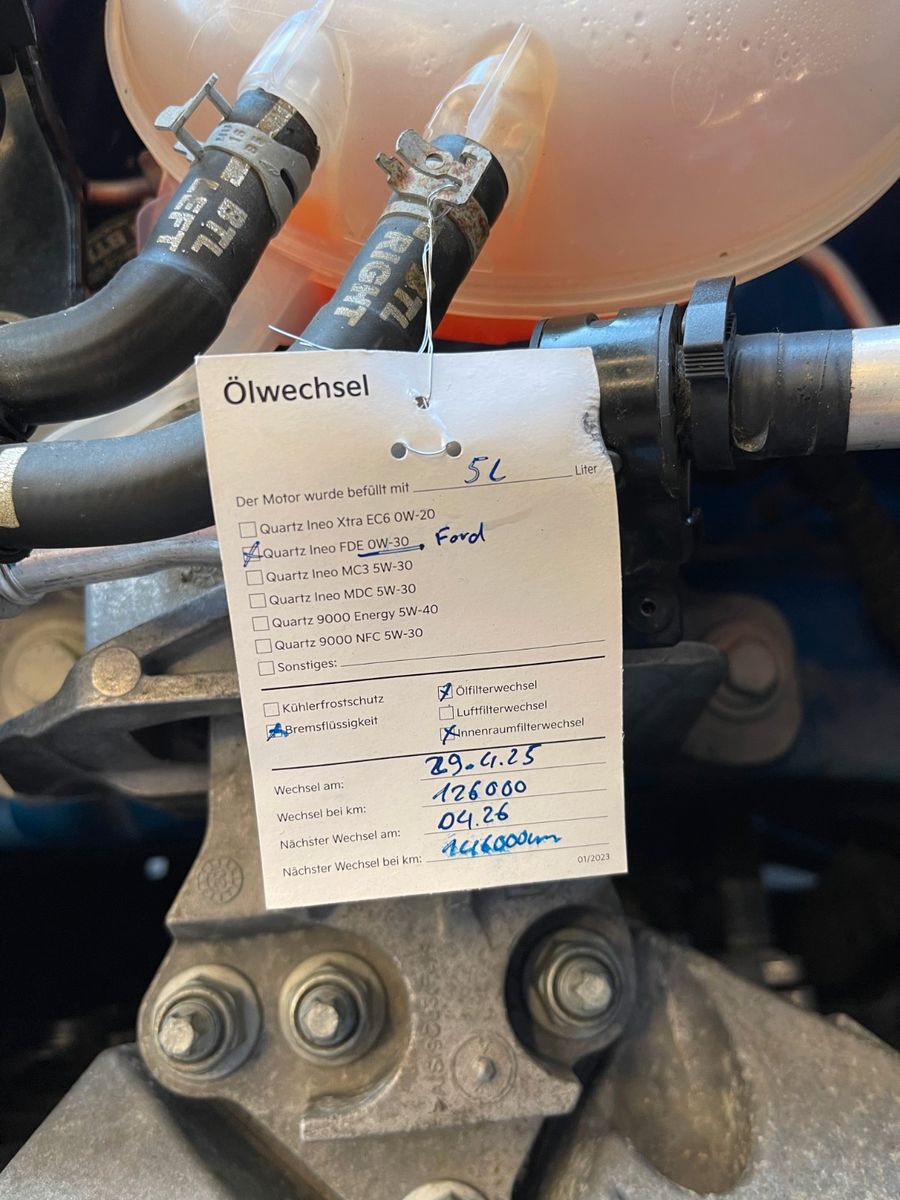 BTL
LEFT
BTL
RIGHT
Ölwechsel
Der Motor wurde befüllt mit 5L Liter
Quartz Ineo Xtra EC6 0W-20
Quartz Ineo FDE 0W-30 Ford
Quartz Ineo MC3 5W-30
Quartz Ineo MDC 5W-30
Quartz 9000 Energy 5W-40
Quartz 9000 NFC 5W-30
Sonstiges:
Kühlerfrostschutz
Ölfilterwechsel
Bremsflüssigkeit
Luftfilterwechsel
Innenraumfilterwechsel
Wechsel am: 29.4.25
Wechsel bei km: 126000
Nächster Wechsel am: 04.26
Nächster Wechsel bei km: 146000km
01/2023